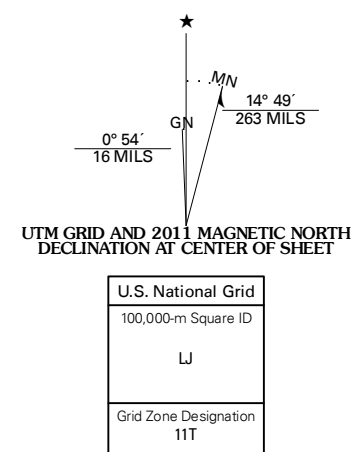 MN
14° 49´
263 MILS
GN
0° 54´
16 MILS
UTM GRID AND 2011 MAGNETIC NORTH
DECLINATION AT CENTER OF SHEET
U.S. National Grid
100,000-m Square ID
LJ
Grid Zone Designation
11T